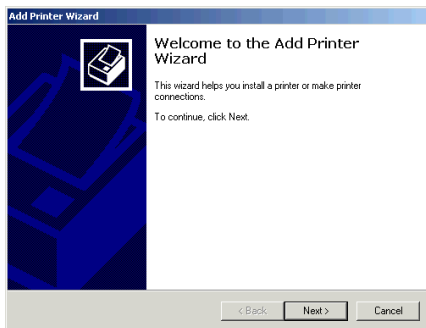 Add Printer Wizard
Welcome to the Add Printer
Wizard
This wizard helps you install a printer or make printer
connections.
To continue, click Next.
< Back
Next >
Cancel